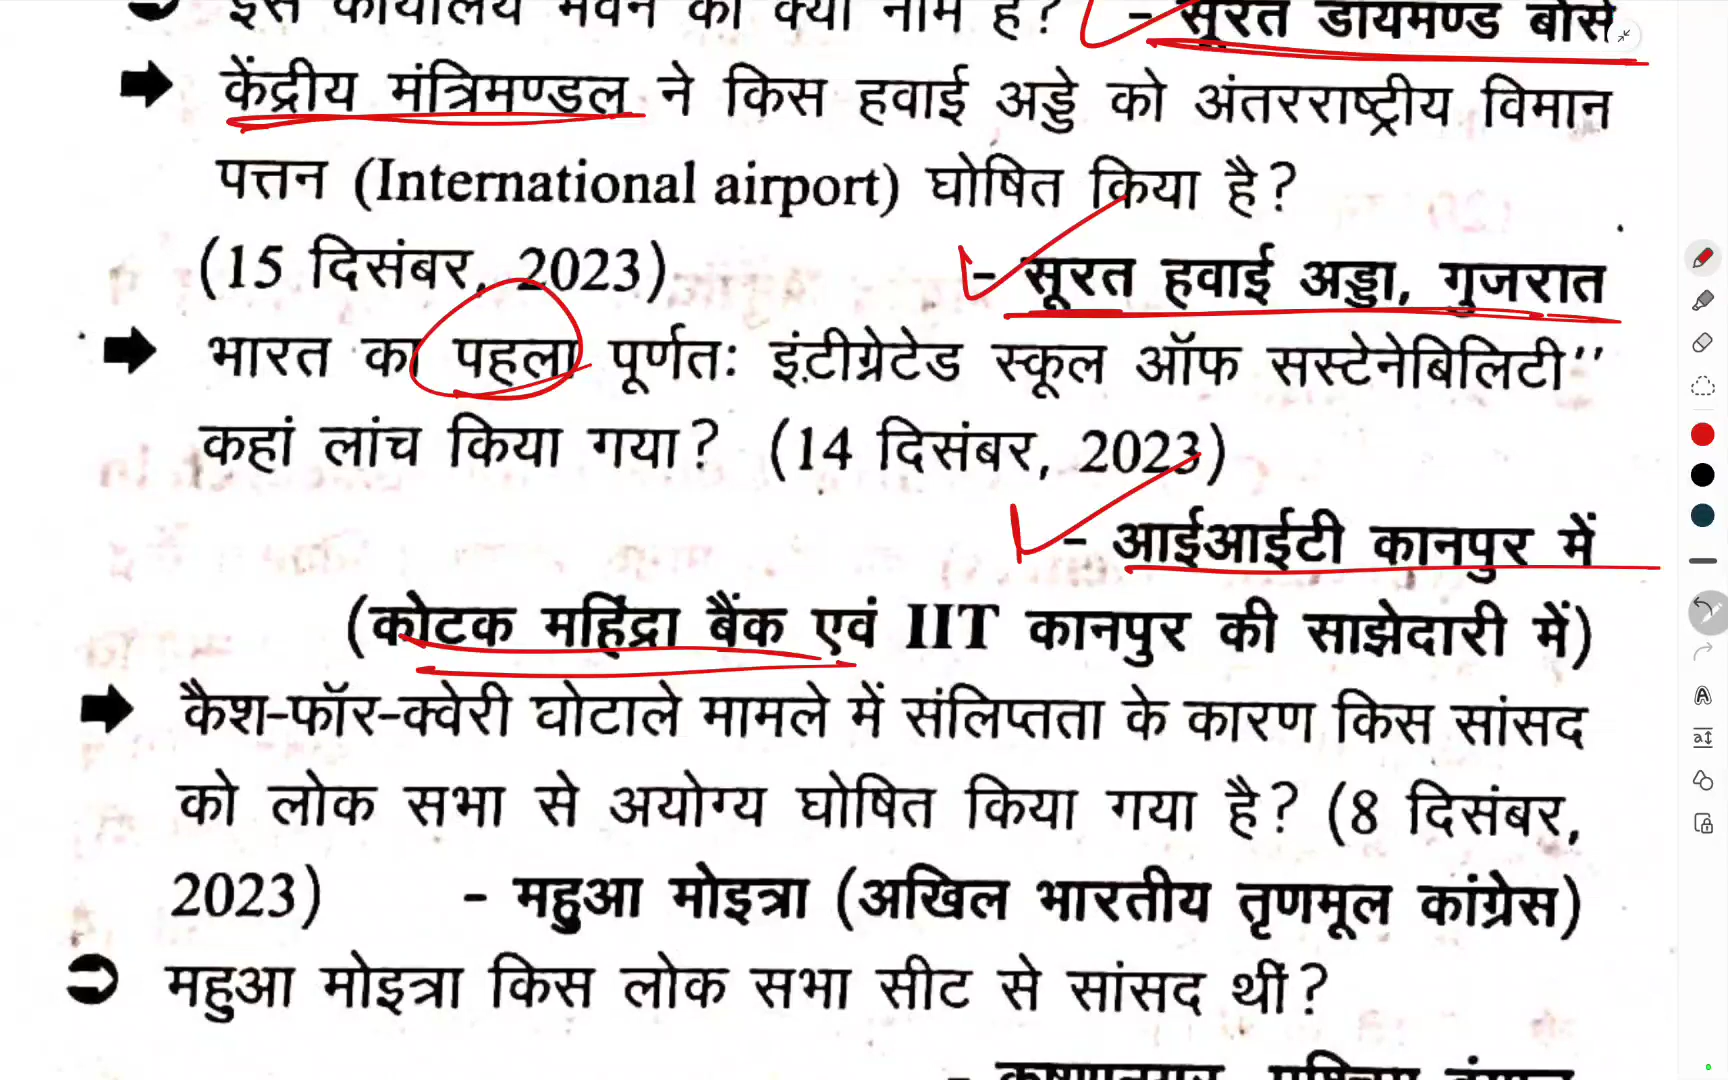 इस कार्यालय भवन का क्या नाम है? - सूरत डायमण्ड बोर्स
केंद्रीय मंत्रिमण्डल ने किस हवाई अड्डे को अंतरराष्ट्रीय विमान
पत्तन (International airport) घोषित किया है?
(15 दिसंबर, 2023) - सूरत हवाई अड्डा, गुजरात
भारत का पहला पूर्णतः इंटीग्रेटेड स्कूल ऑफ सस्टेनेबिलिटी’’
कहां लांच किया गया? (14 दिसंबर, 2023)
- आईआईटी कानपुर में
(कोटक महिंद्रा बैंक एवं IIT कानपुर की साझेदारी में)
कैश-फॉर-क्वेरी घोटाले मामले में संलिप्तता के कारण किस सांसद
को लोक सभा से अयोग्य घोषित किया गया है? (8 दिसंबर,
2023) - महुआ मोइत्रा (अखिल भारतीय तृणमूल कांग्रेस)
महुआ मोइत्रा किस लोक सभा सीट से सांसद थीं?